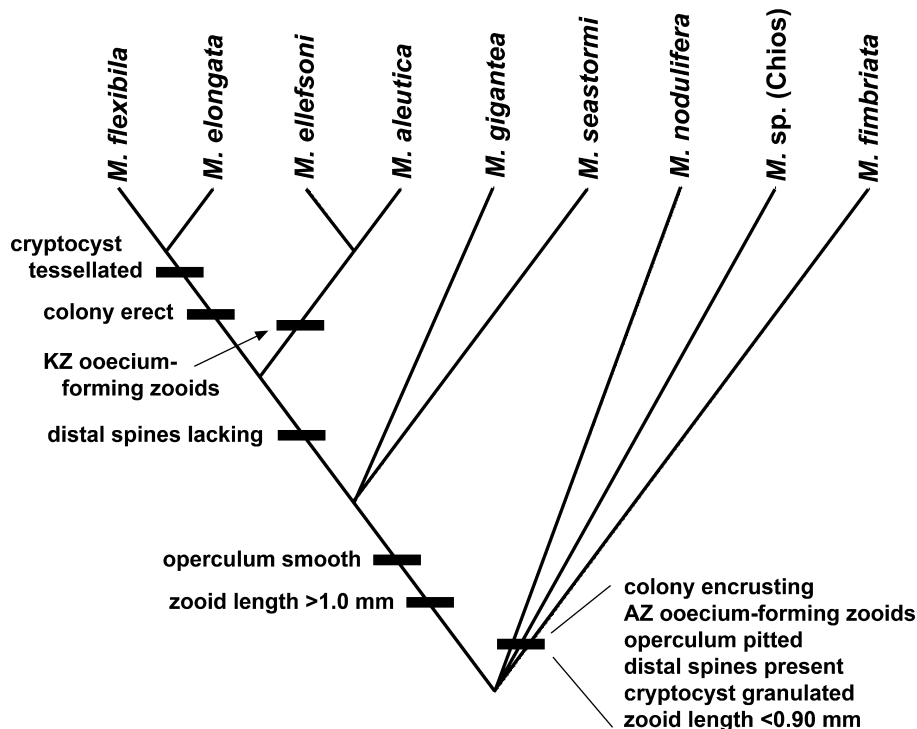 M. flexibila
M. elongata
M. ellefsoni
M. aleutica
M. gigantea
M. seastormi
M. nodulifera
M. sp. (Chios)
M. fimbriata
cryptocyst
tessellated
colony erect
KZ ooecium-
forming zooids
distal spines lacking
operculum smooth
zooid length >1.0 mm
colony encrusting
AZ ooecium-forming zooids
operculum pitted
distal spines present
cryptocyst granulated
zooid length <0.90 mm